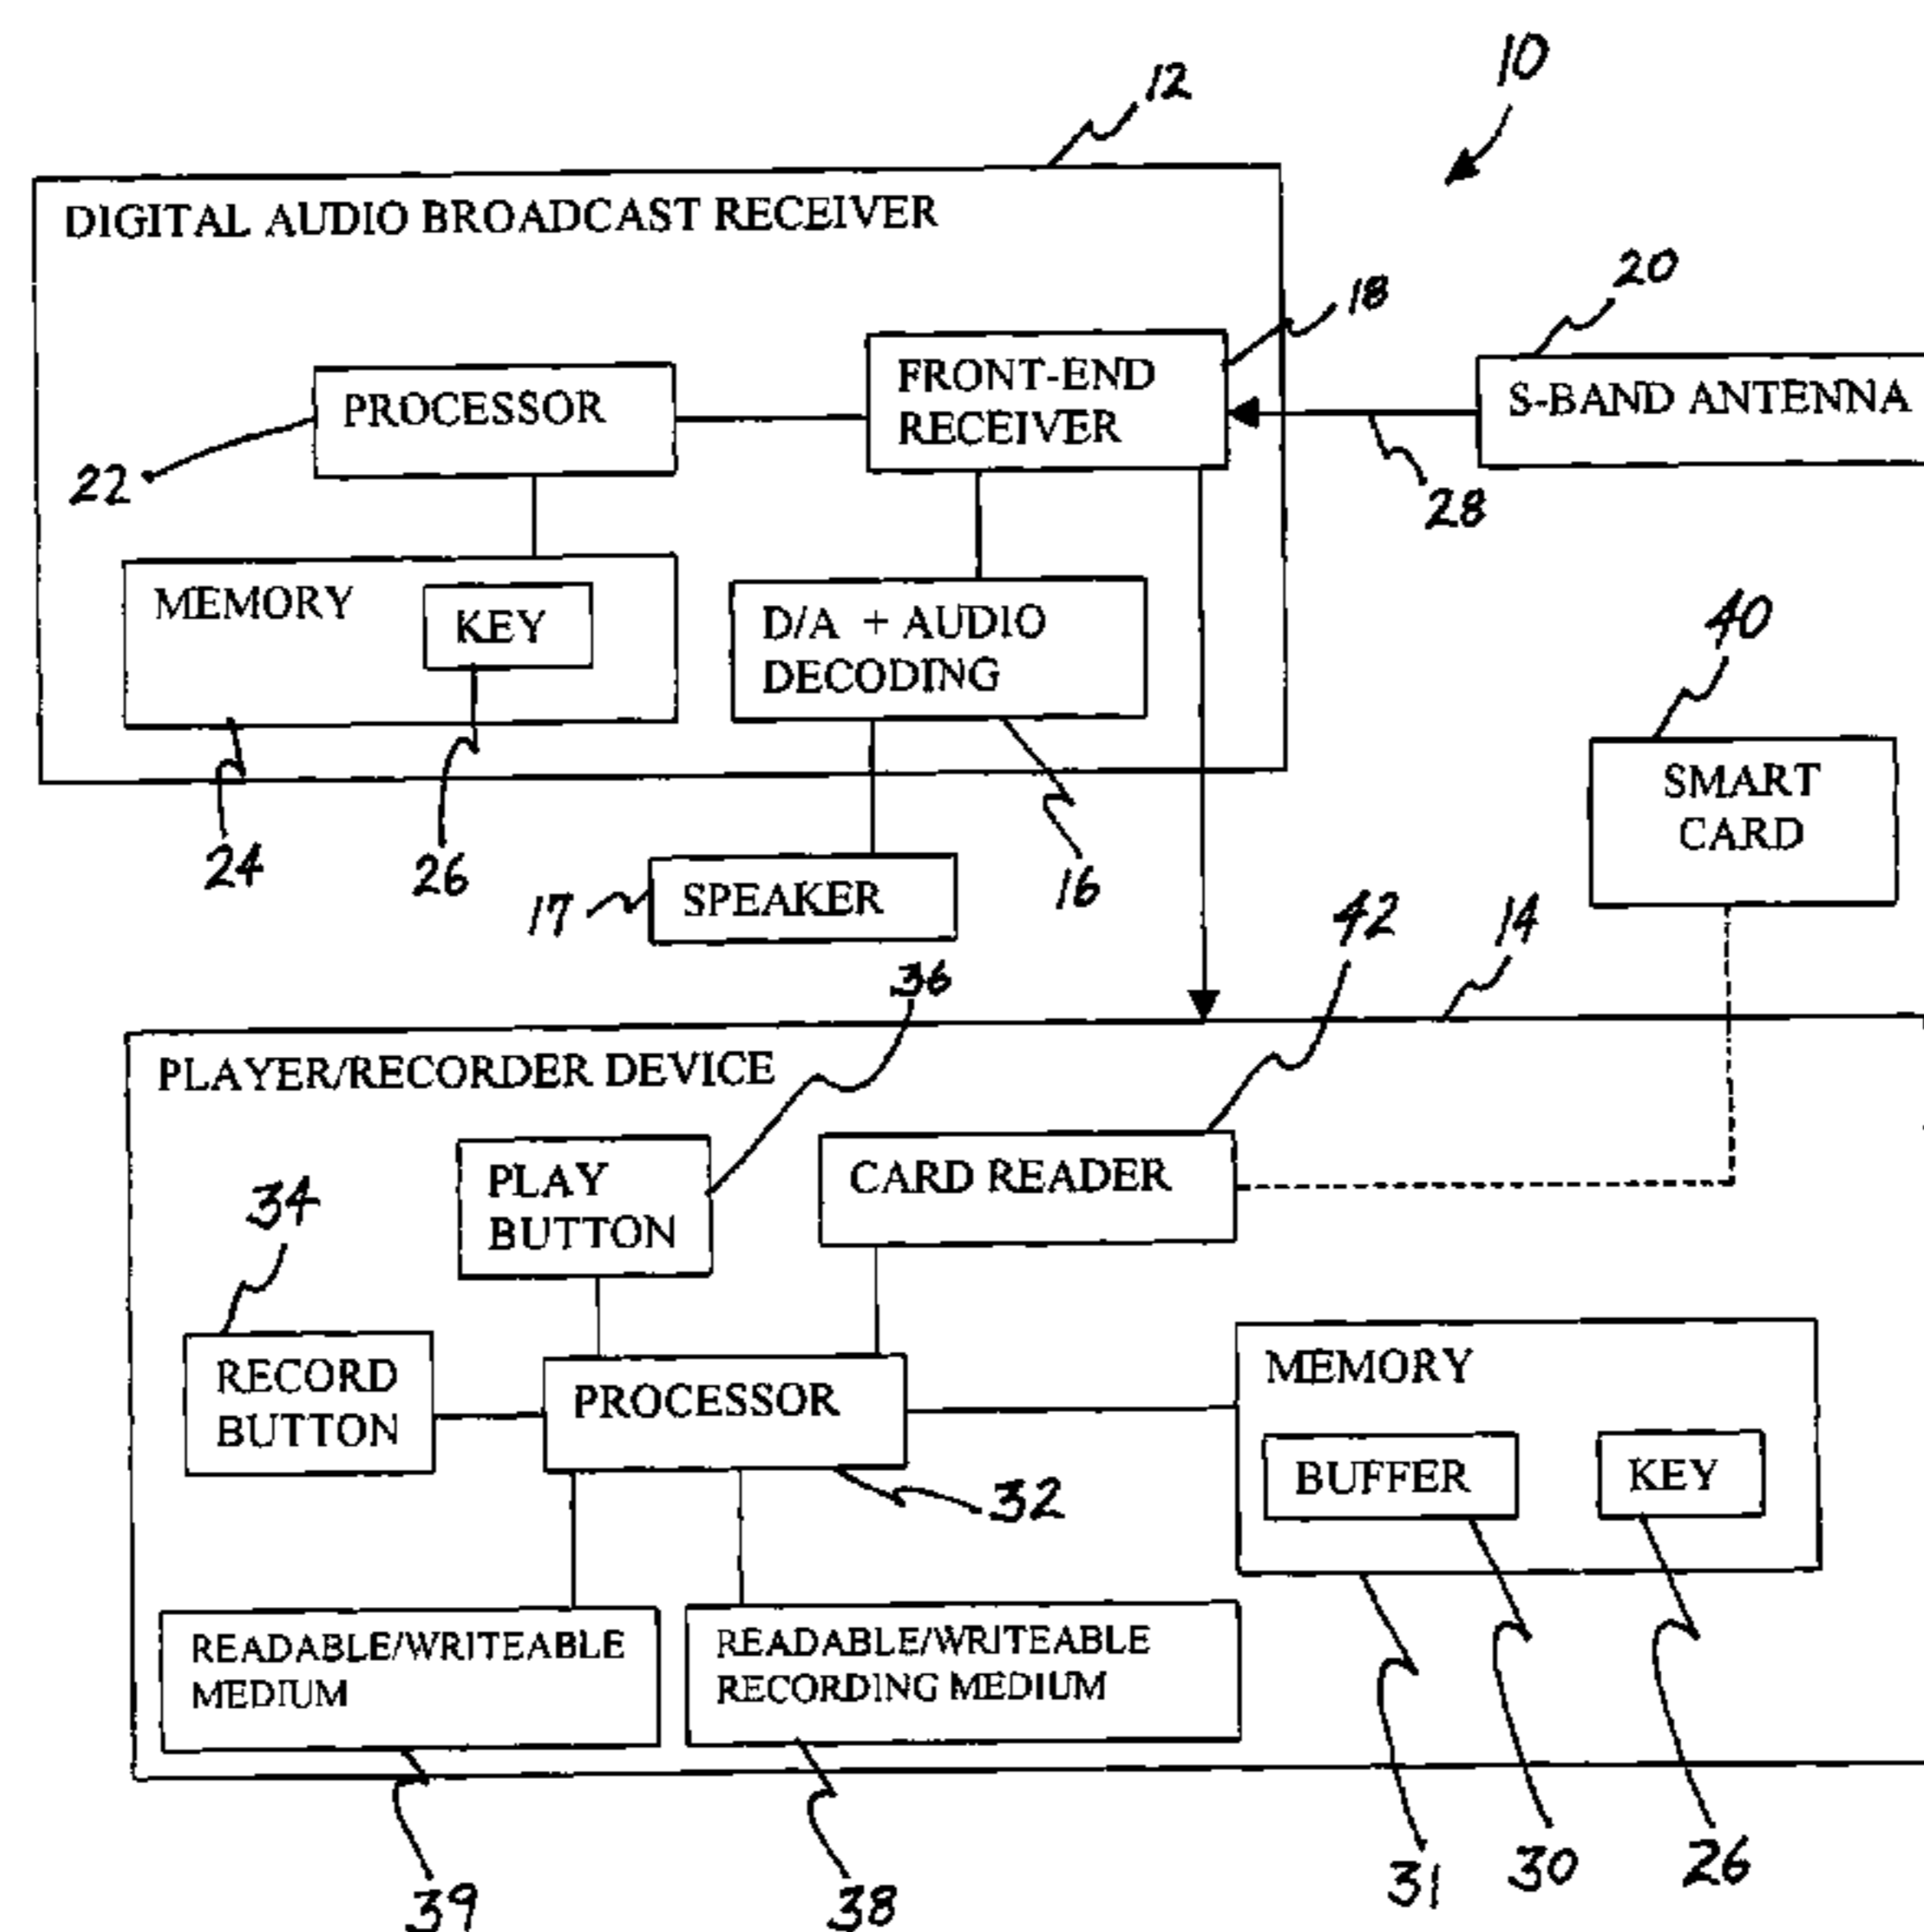 10
12
DIGITAL AUDIO BROADCAST RECEIVER
20
18
FRONT-END
RECEIVER
S-BAND ANTENNA
PROCESSOR
22
28
MEMORY
KEY
D/A + AUDIO
DECODING
40
SMART
CARD
24
26
16
17
SPEAKER
42
14
36
PLAYER/RECORDER DEVICE
PLAY
BUTTON
CARD READER
34
RECORD
BUTTON
PROCESSOR
MEMORY
BUFFER
KEY
32
READABLE/WRITEABLE
MEDIUM
READABLE/WRITEABLE
RECORDING MEDIUM
39
38
31
30
26